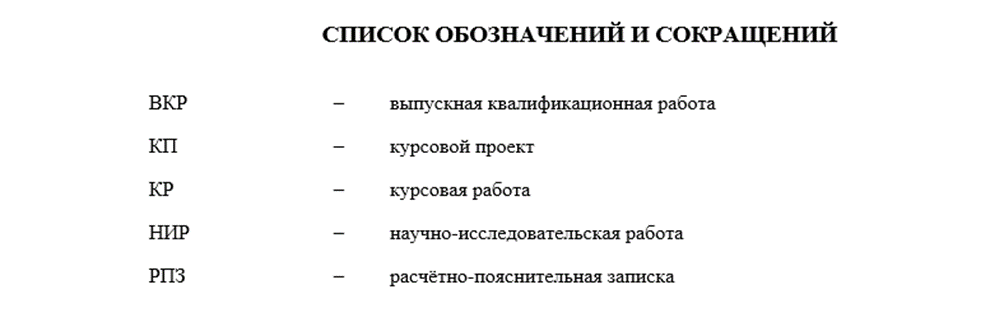 СПИСОК ОБОЗНАЧЕНИЙ И СОКРАЩЕНИЙ
ВКР – выпускная квалификационная работа
КП – курсовой проект
КР – курсовая работа
НИР – научно-исследовательская работа
РПЗ – расчётно-пояснительная записка